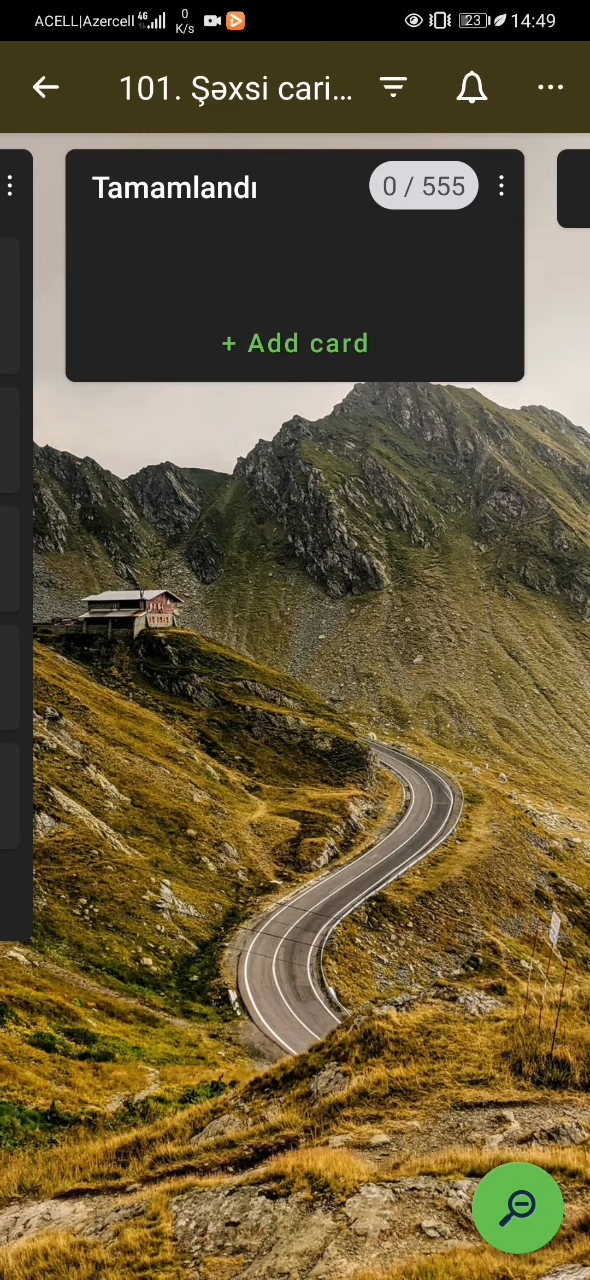 ACELL|Azercell 4G 0 K/s 23 14:49
101. Şəxsi cari...
Tamamlandı 0 / 555
+ Add card